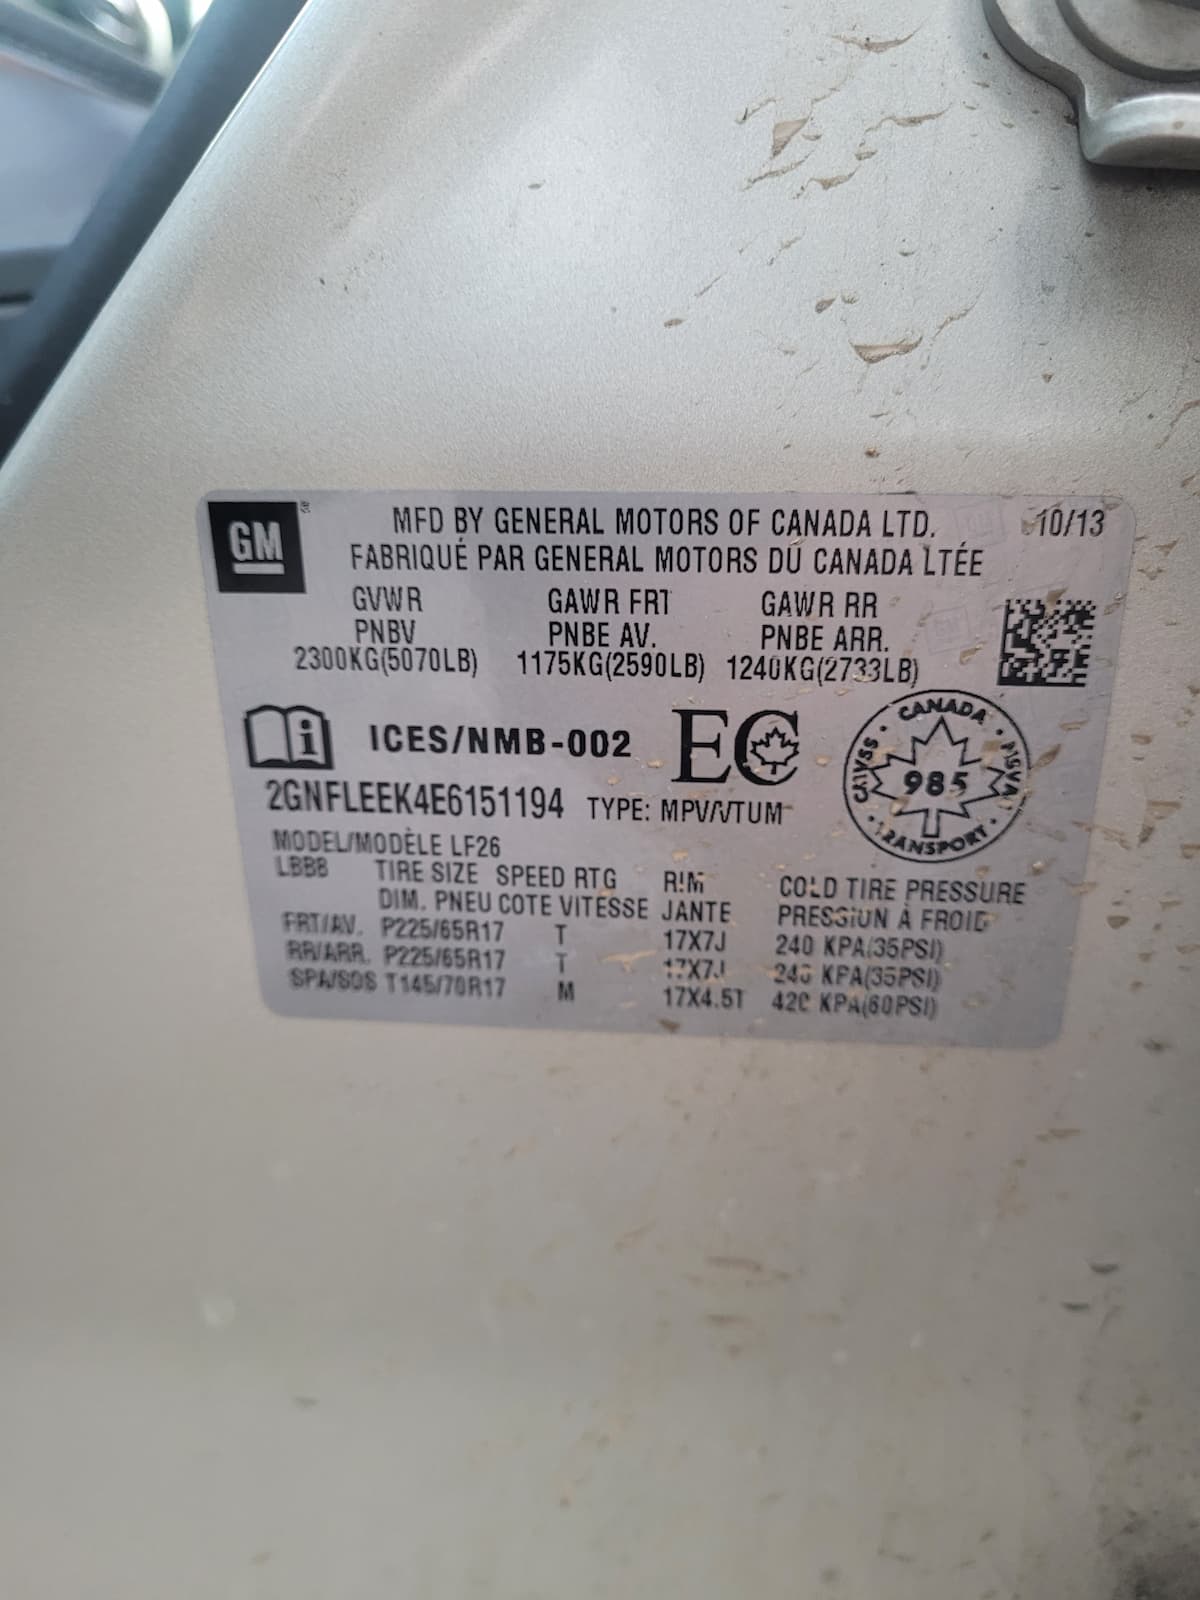 GM
MFD BY GENERAL MOTORS OF CANADA LTD. 10/13
FABRIQUÉ PAR GENERAL MOTORS DU CANADA LTÉE
GVWR GAWR FRT GAWR RR
PNBV PNBE AV. PNBE ARR.
2300KG(5070LB) 1175KG(2590LB) 1240KG(2733LB)
ICES/NMB-002 EC
CANADA
985
TRANSPORT
2GNFLEEK4E6151194 TYPE: MPV/VTUM
MODEL/MODÈLE LF26
LBBB TIRE SIZE SPEED RTG RIM COLD TIRE PRESSURE
DIM. PNEU COTE VITESSE JANTE PRESSION À FROID
FRT/AV. P225/65R17 T 17X7J 240 KPA(35PSI)
RR/ARR. P225/65R17 T 17X7J 240 KPA(35PSI)
SPA/SOS T145/70R17 M 17X4.5T 420 KPA(60PSI)